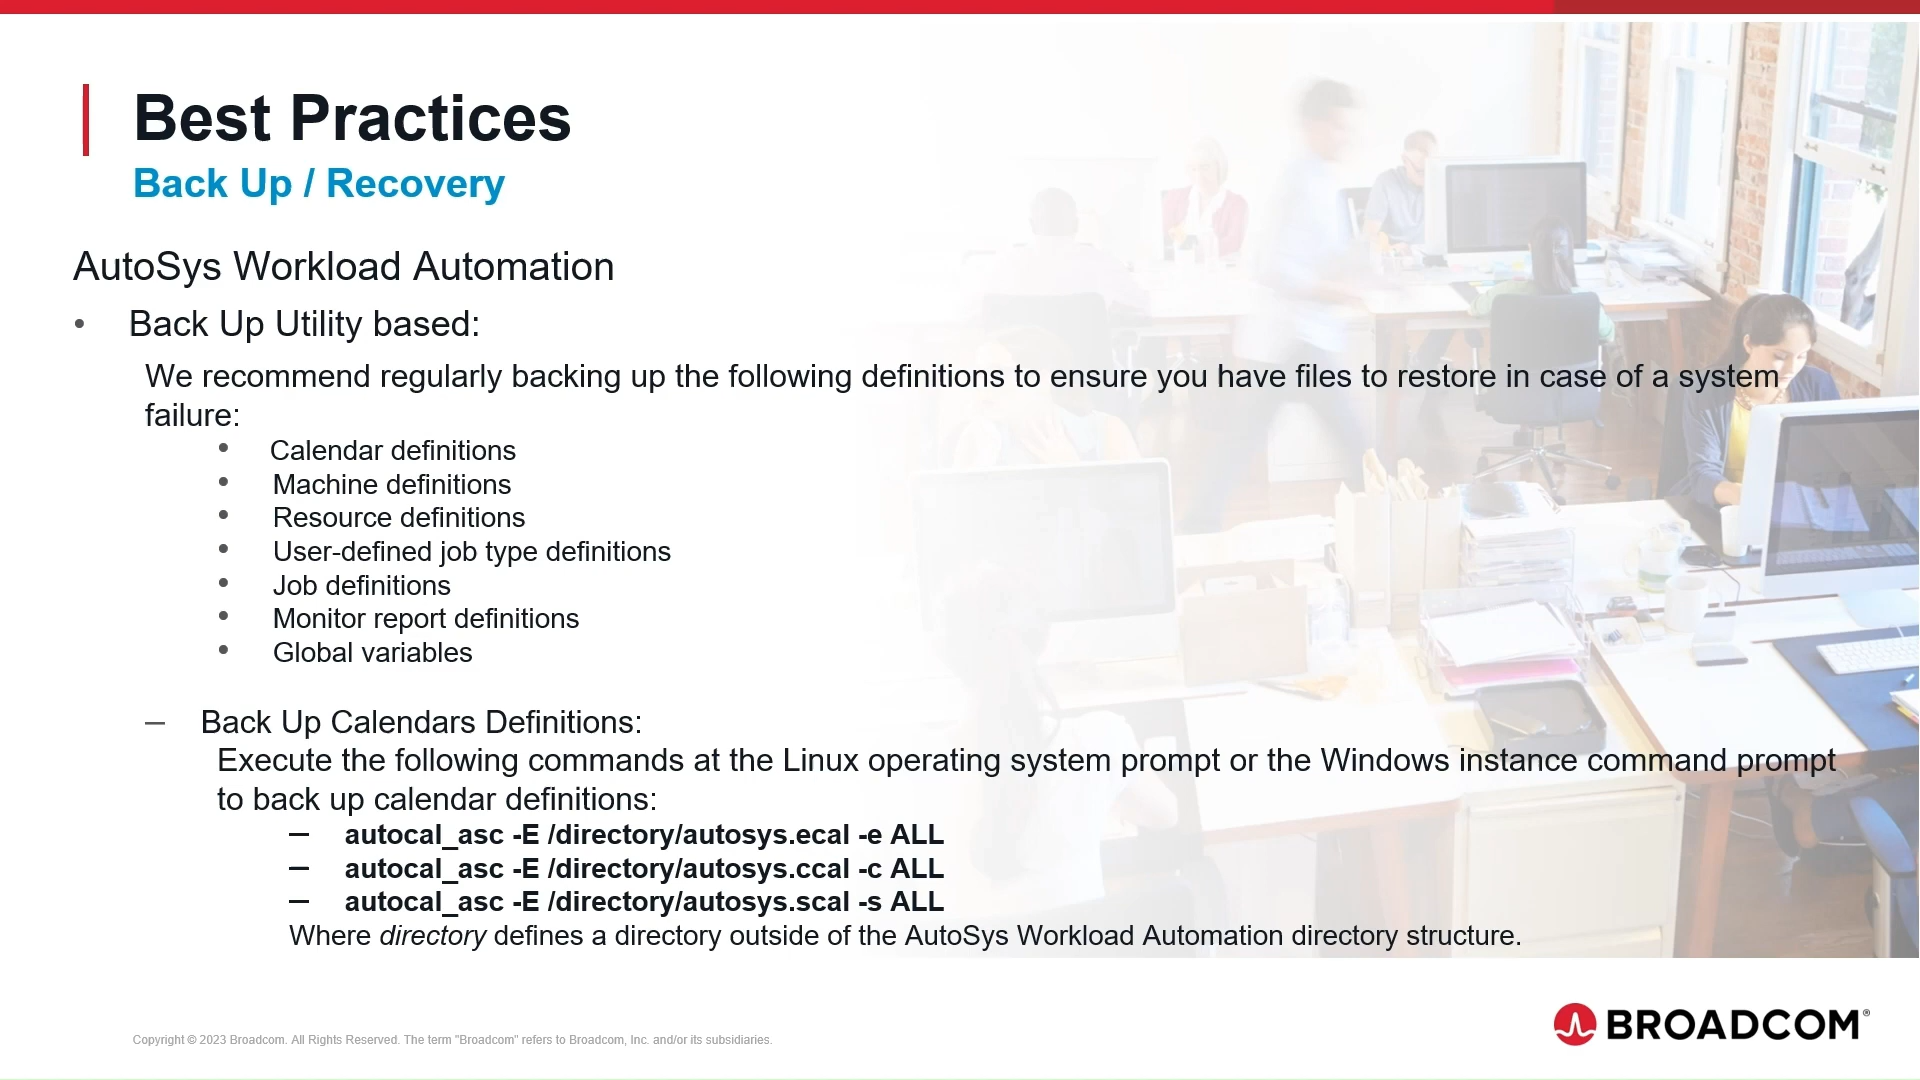 Best Practices
Back Up / Recovery
AutoSys Workload Automation
• Back Up Utility based:
We recommend regularly backing up the following definitions to ensure you have files to restore in case of a system
failure:
• Calendar definitions
• Machine definitions
• Resource definitions
• User-defined job type definitions
• Job definitions
• Monitor report definitions
• Global variables
– Back Up Calendars Definitions:
Execute the following commands at the Linux operating system prompt or the Windows instance command prompt
to back up calendar definitions:
– autocal_asc -E /directory/autosys.ecal -e ALL
– autocal_asc -E /directory/autosys.ccal -c ALL
– autocal_asc -E /directory/autosys.scal -s ALL
Where directory defines a directory outside of the AutoSys Workload Automation directory structure.
Copyright © 2023 Broadcom. All Rights Reserved. The term "Broadcom" refers to Broadcom, Inc. and/or its subsidiaries.
BROADCOM®